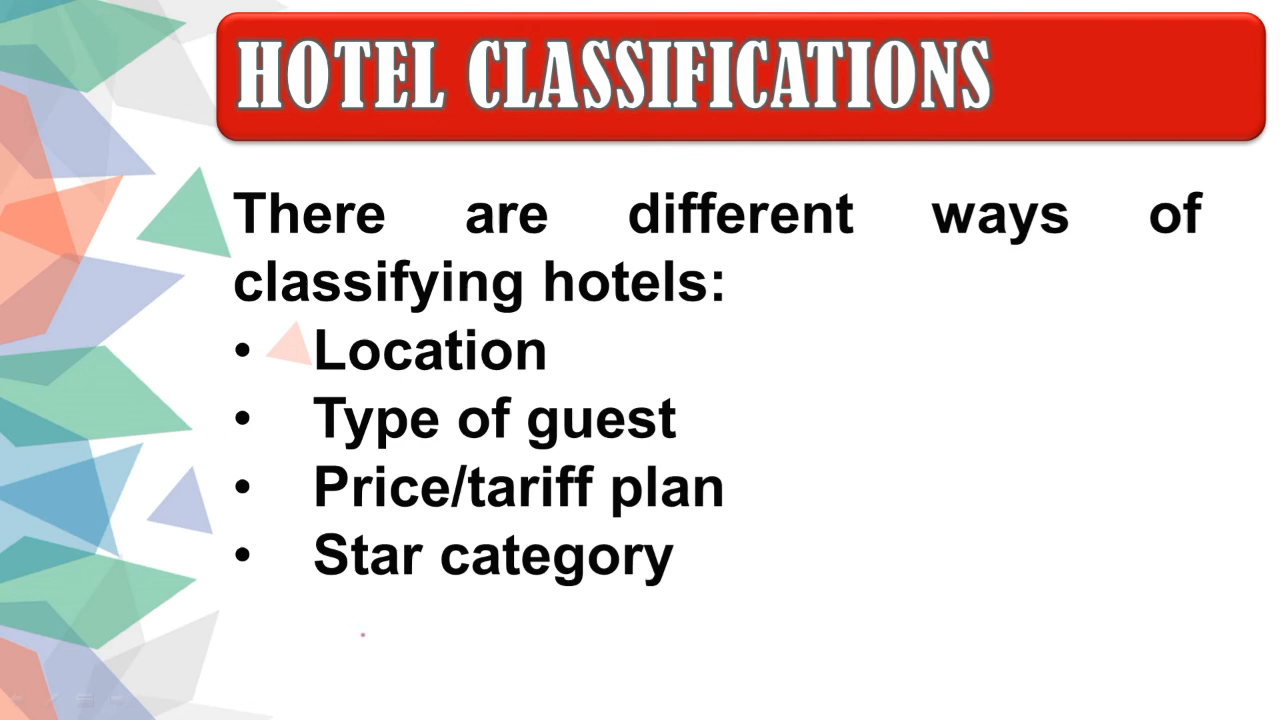 HOTEL CLASSIFICATIONS
There are different ways of
classifying hotels:
• Location
• Type of guest
• Price/tariff plan
• Star category